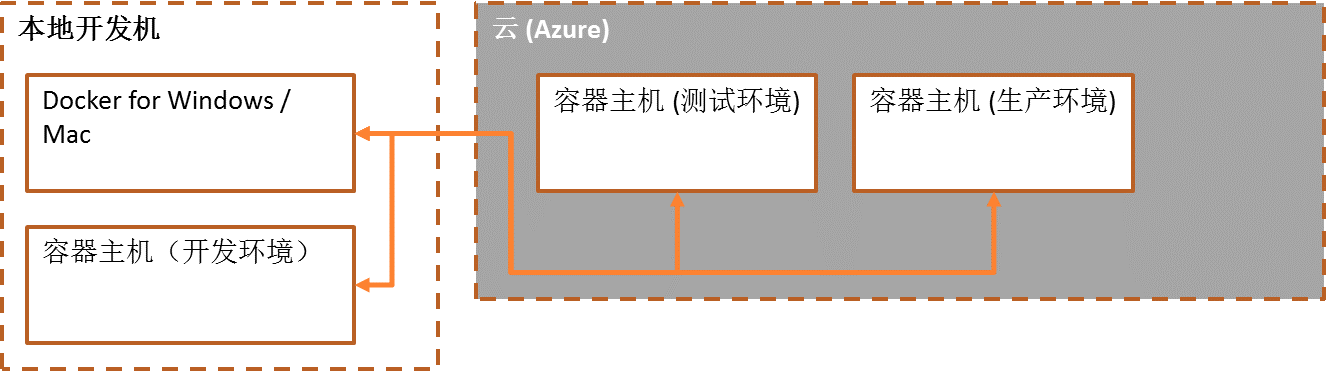 本地开发机
Docker for Windows /
Mac
容器主机（开发环境）
云 (Azure)
容器主机 (测试环境)
容器主机 (生产环境)